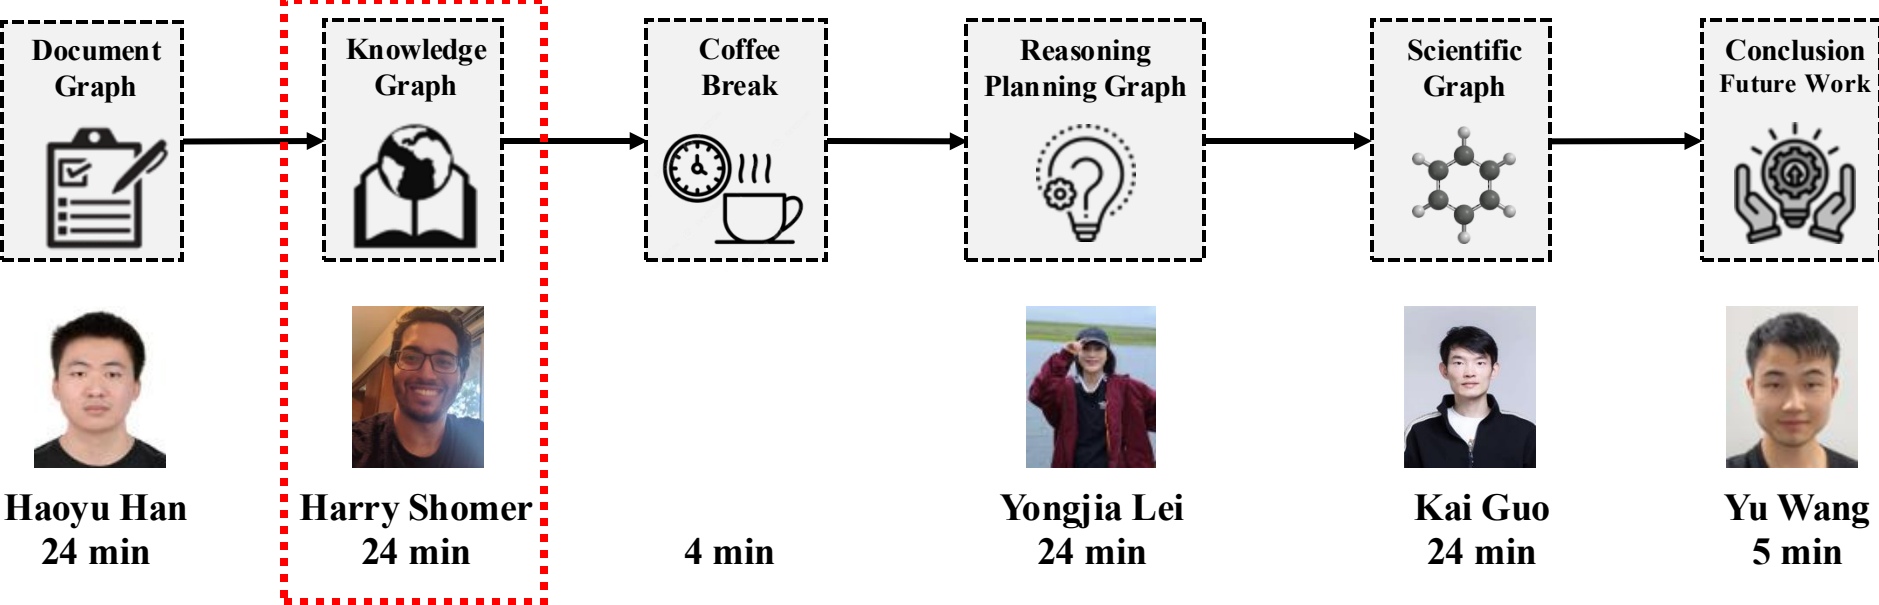 Document
Graph
Knowledge
Graph
Coffee
Break
Reasoning
Planning Graph
Scientific
Graph
Conclusion
Future Work
Haoyu Han
24 min
Harry Shomer
24 min
4 min
Yongjia Lei
24 min
Kai Guo
24 min
Yu Wang
5 min